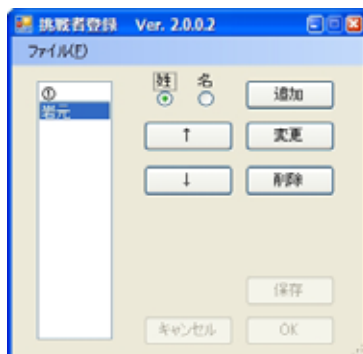 挑戦者登録 Ver. 2.0.0.2
ファイル(F)
①
岩元
姓 名
追加
↑
変更
↓
削除
保存
キャンセル
OK